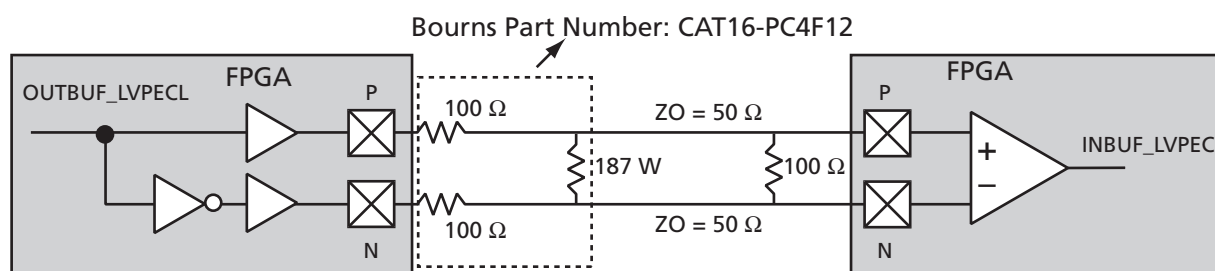 Bourns Part Number: CAT16-PC4F12
FPGA
FPGA
OUTBUF_LVPECL
P
100 Ω
ZO = 50 Ω
P
+
−
INBUF_LVPEC
187 W
100 Ω
N
100 Ω
ZO = 50 Ω
N